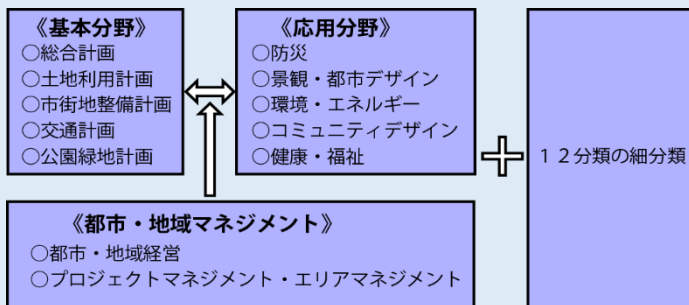 《基本分野》
○総合計画
○土地利用計画
○市街地整備計画
○交通計画
○公園緑地計画
《応用分野》
○防災
○景観・都市デザイン
○環境・エネルギー
○コミュニティデザイン
○健康・福祉
１２分類の細分類
《都市・地域マネジメント》
○都市・地域経営
○プロジェクトマネジメント・エリアマネジメント